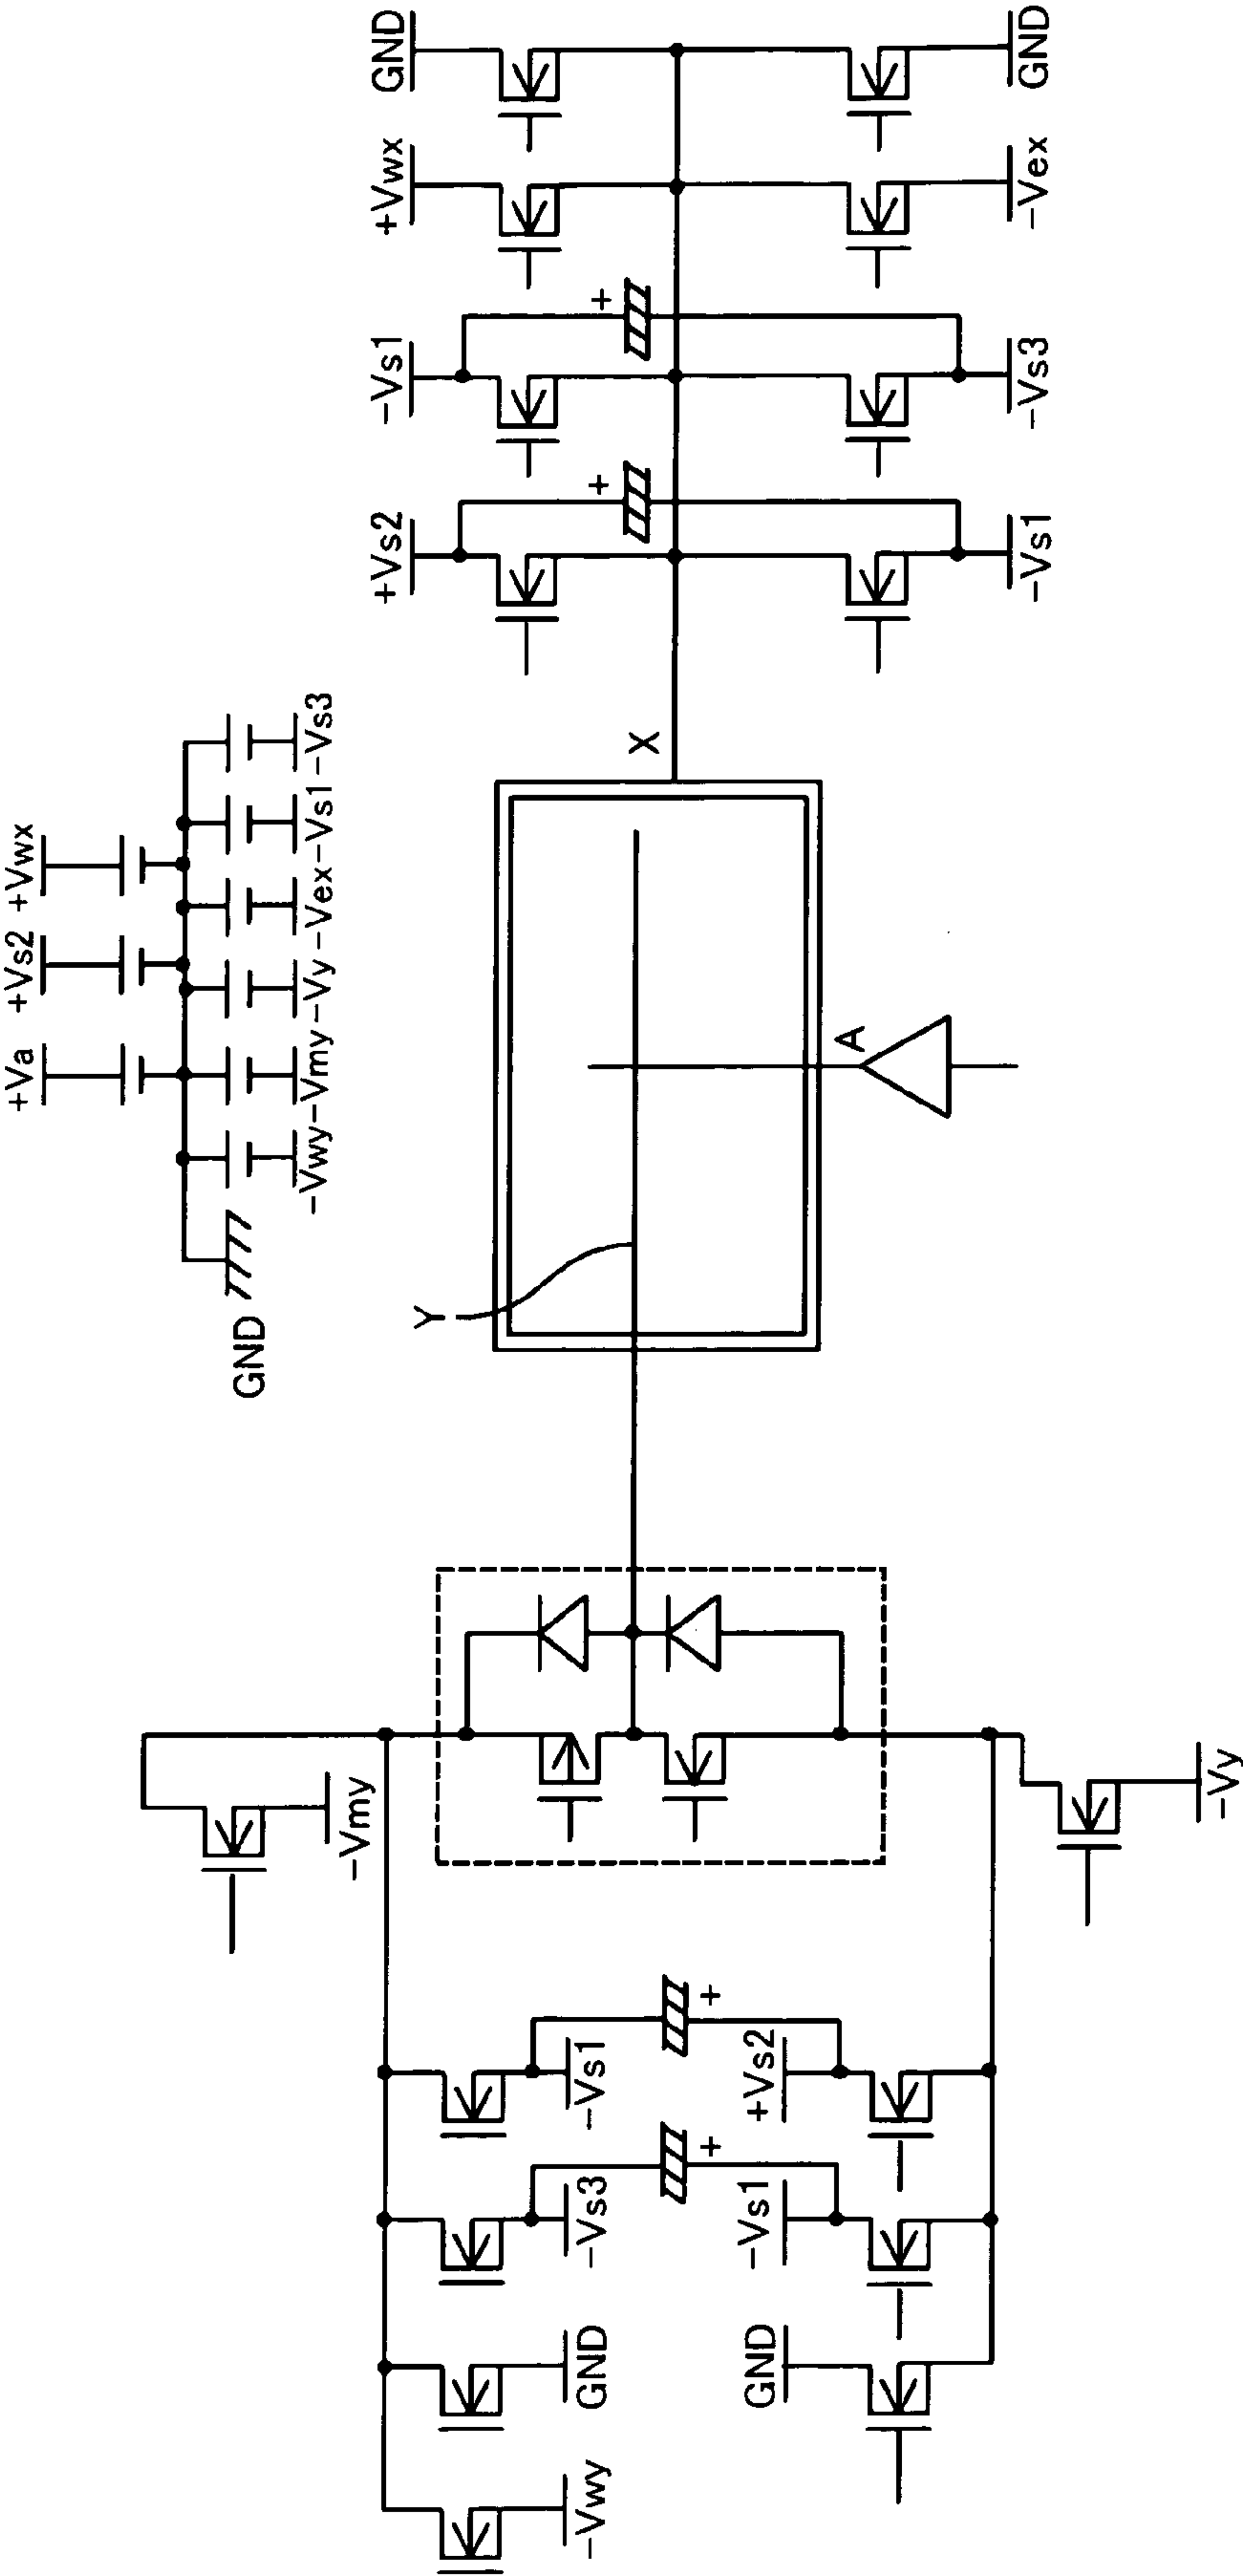 GND
+Vwx
-Vs1
+Vs2
GND
-Vex
-Vs3
-Vs1
X
+Va
+Vs2
+Vwx
-Vwy-Vmy-Vy-Vex-Vs1-Vs3
GND
Y
A
-Vmy
-Vy
-Vs1
+Vs2
-Vs3
-Vs1
GND
GND
-Vwy
+
+
+
+